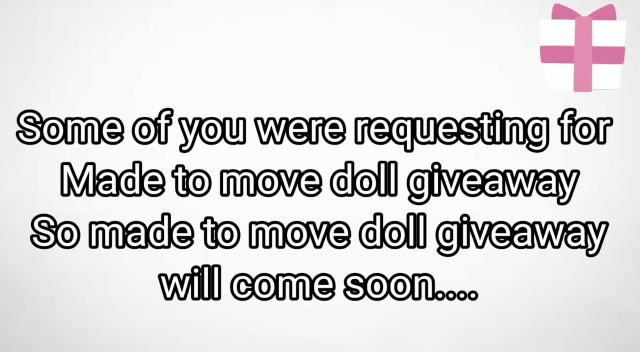 Some of you were requesting for
Made to move doll giveaway
So made to move doll giveaway
will come soon....